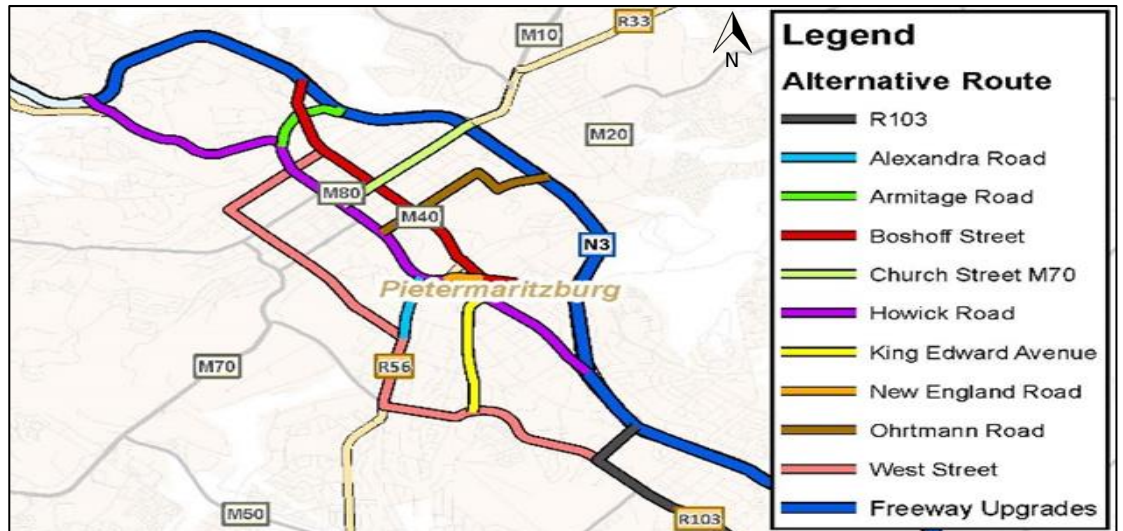 M10
R33
N
M20
M80
M40
N3
Pietermaritzburg
M70
R56
M50
R103
Legend
Alternative Route
R103
Alexandra Road
Armitage Road
Boshoff Street
Church Street M70
Howick Road
King Edward Avenue
New England Road
Ohrtmann Road
West Street
Freeway Upgrades